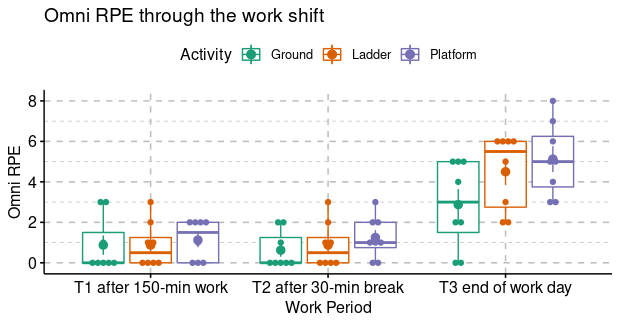 Omni RPE through the work shift
Activity Ground Ladder Platform
8
6
4
2
0
Omni RPE
T1 after 150-min work T2 after 30-min break T3 end of work day
Work Period